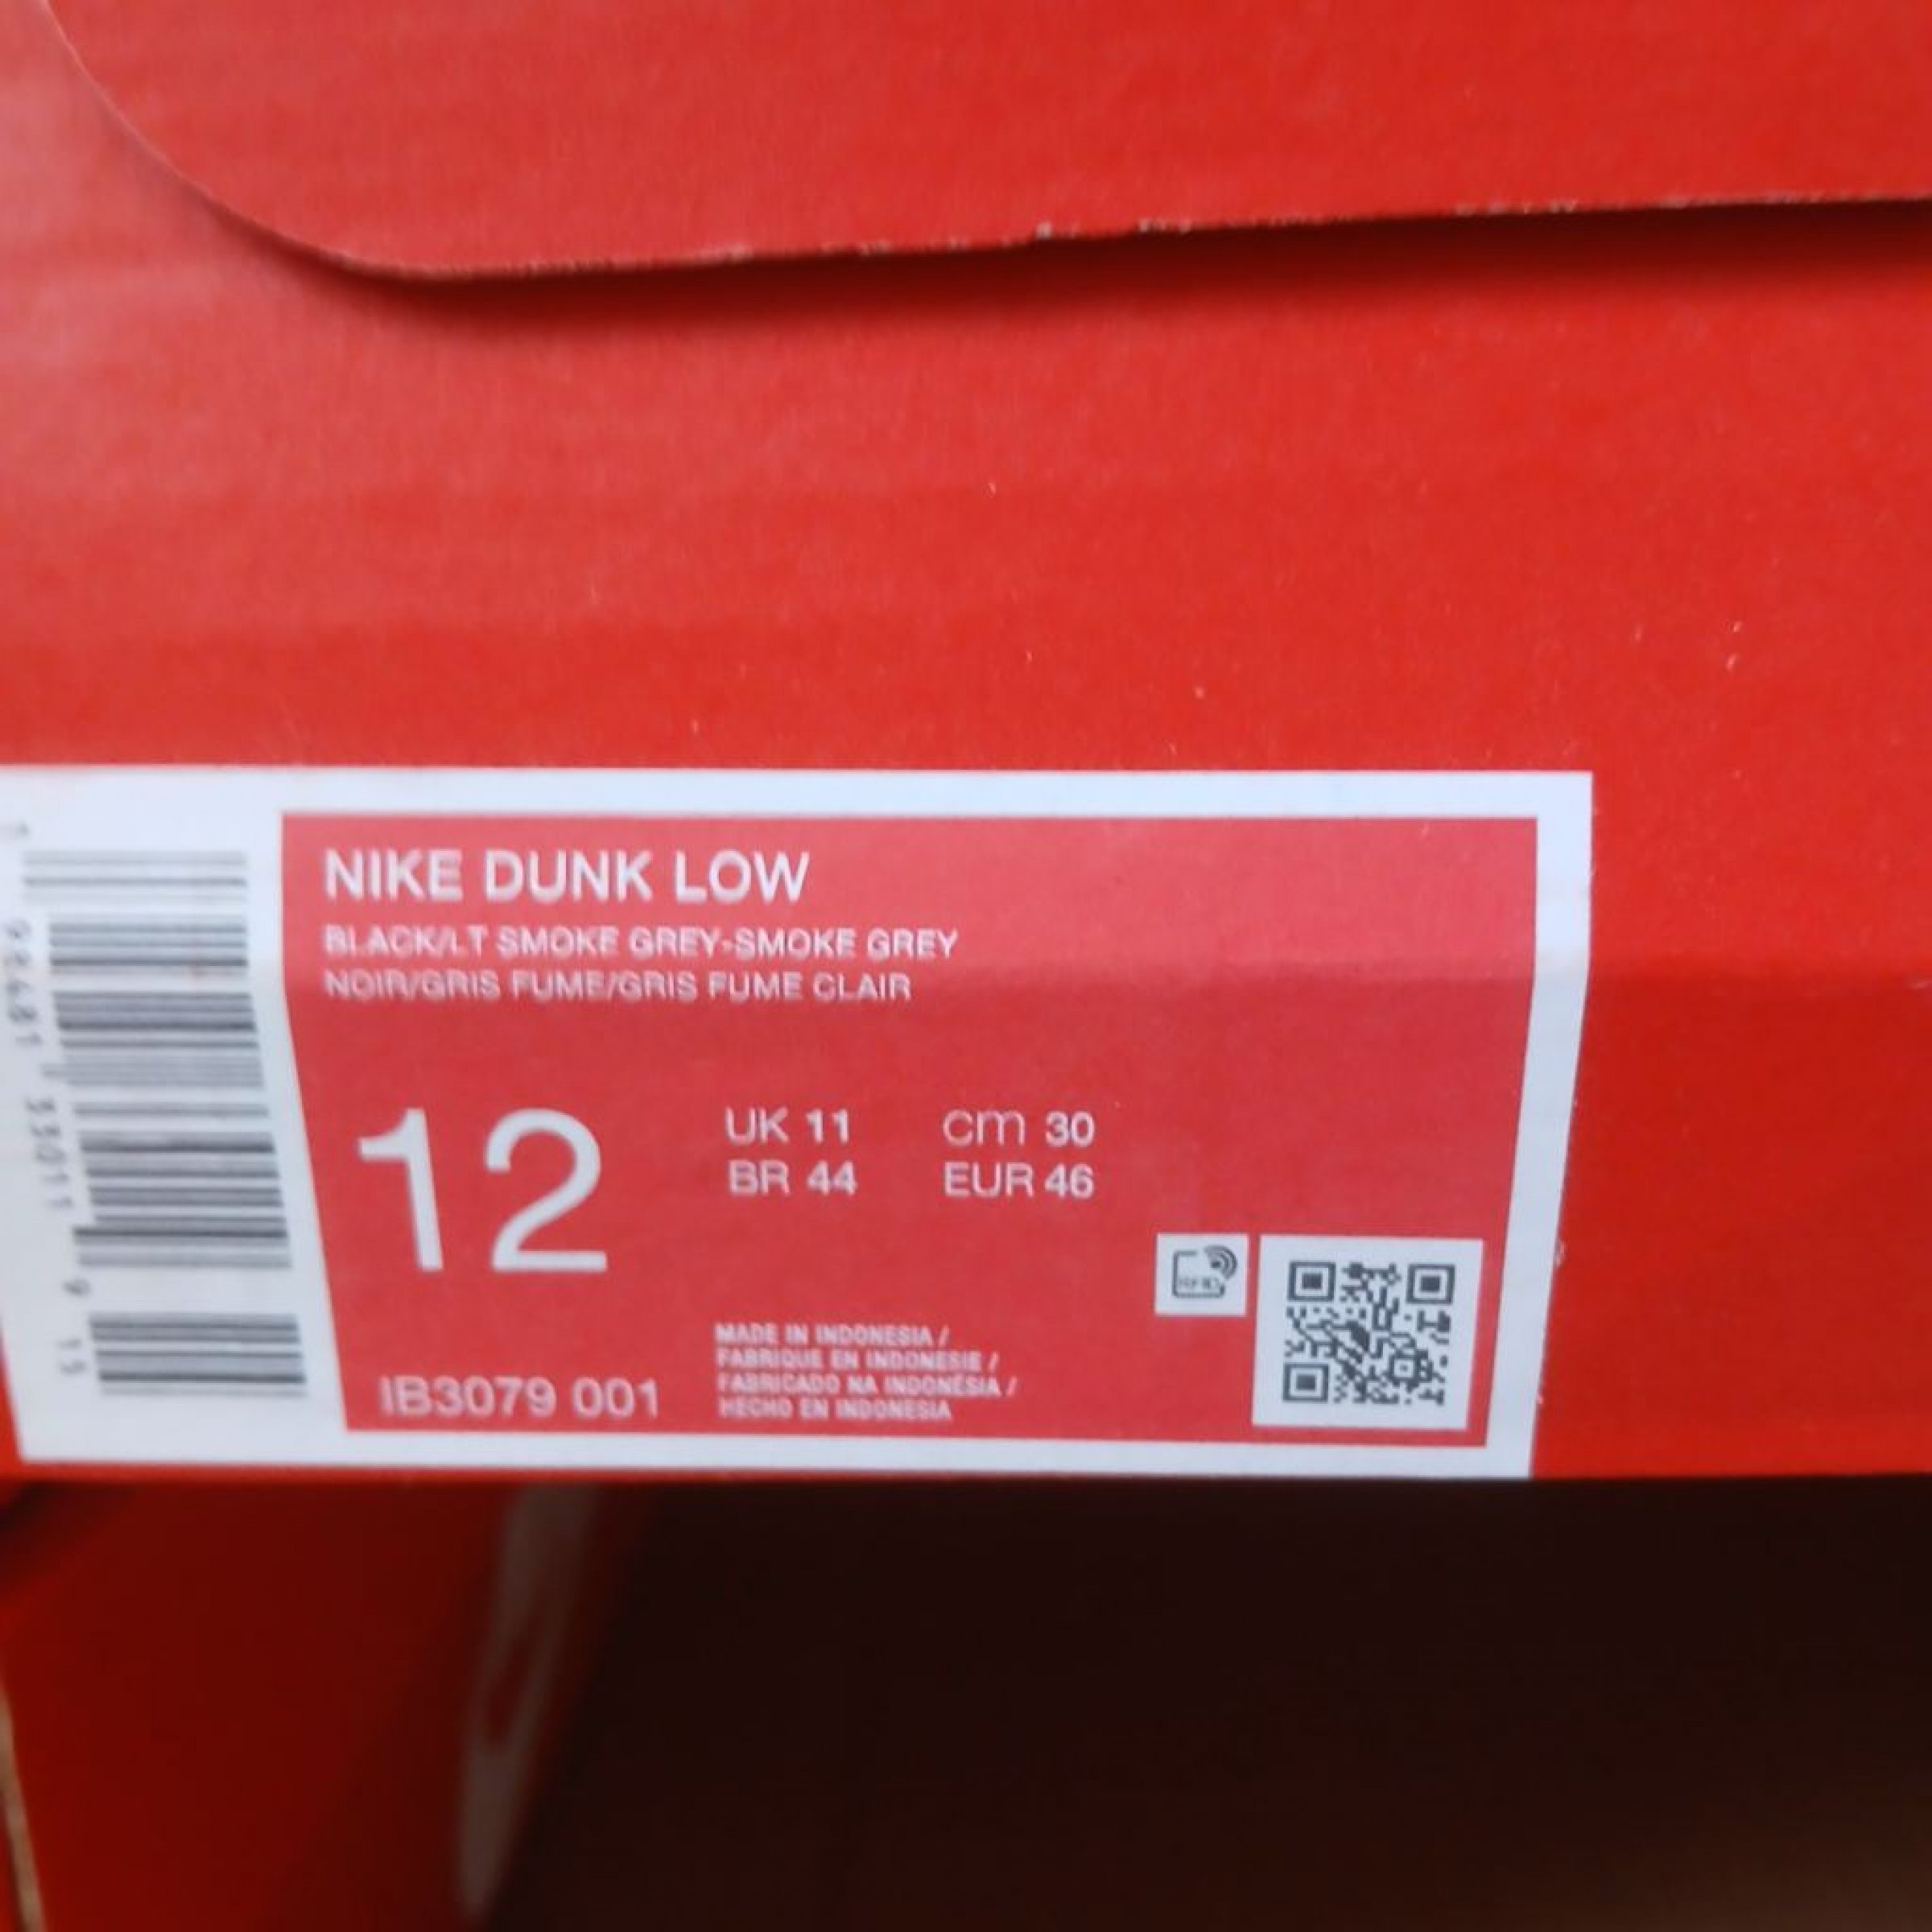 NIKE DUNK LOW
BLACK/LT SMOKE GREY-SMOKE GREY
NOIR/GRIS FUME/GRIS FUME CLAIR
12
UK 11
cm 30
BR 44
EUR 46
RFID
IB3079 001
MADE IN INDONESIA /
FABRIQUE EN INDONESIE /
FABRICADO NA INDONÉSIA /
HECHO EN INDONESIA